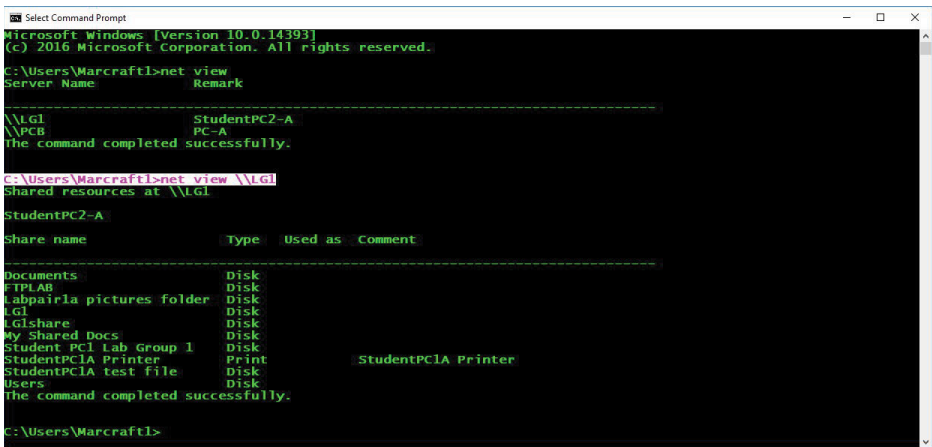 Select Command Prompt
Microsoft Windows [Version 10.0.14393]
(c) 2016 Microsoft Corporation. All rights reserved.
C:\Users\Marcraft1>net view
Server Name Remark
-------------------------------------------------------------------------------
\\LG1 StudentPC2-A
\\PCB PC-A
The command completed successfully.
C:\Users\Marcraft1>net view \\LG1
Shared resources at \\LG1
StudentPC2-A
Share name Type Used as Comment
-------------------------------------------------------------------------------
Documents Disk
FTPLAB Disk
Labpair1a pictures folder Disk
LG1 Disk
LG1share Disk
My Shared Docs Disk
Student PC1 Lab Group 1 Disk
StudentPC1A Printer Print StudentPC1A Printer
StudentPC1A test file Disk
Users Disk
The command completed successfully.
C:\Users\Marcraft1>